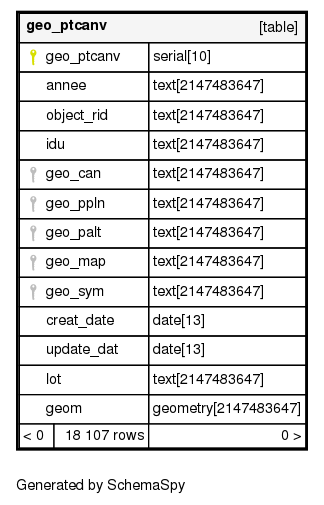 geo_ptcanv [table]
geo_ptcanv serial[10]
annee text[2147483647]
object_rid text[2147483647]
idu text[2147483647]
geo_can text[2147483647]
geo_ppln text[2147483647]
geo_palt text[2147483647]
geo_map text[2147483647]
geo_sym text[2147483647]
creat_date date[13]
update_dat date[13]
lot text[2147483647]
geom geometry[2147483647]
< 0 18 107 rows 0 >
Generated by SchemaSpy